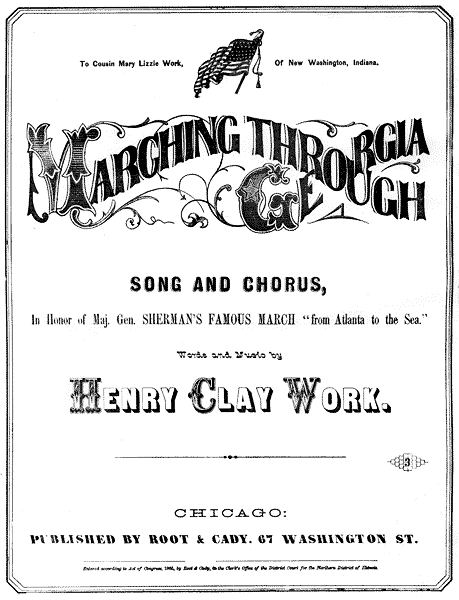 To Cousin Mary Lizzie Work, Of New Washington, Indiana.
MARCHING THROUGH
GEORGIA
SONG AND CHORUS,
In Honor of Maj. Gen. SHERMAN'S FAMOUS MARCH "from Atlanta to the Sea."
Words and Music by
HENRY CLAY WORK.
3
CHICAGO:
PUBLISHED BY ROOT & CADY. 67 WASHINGTON ST.
Entered according to Act of Congress, 1865, by Root & Cady, in the Clerk's Office of the District Court for the Northern District of Illinois.